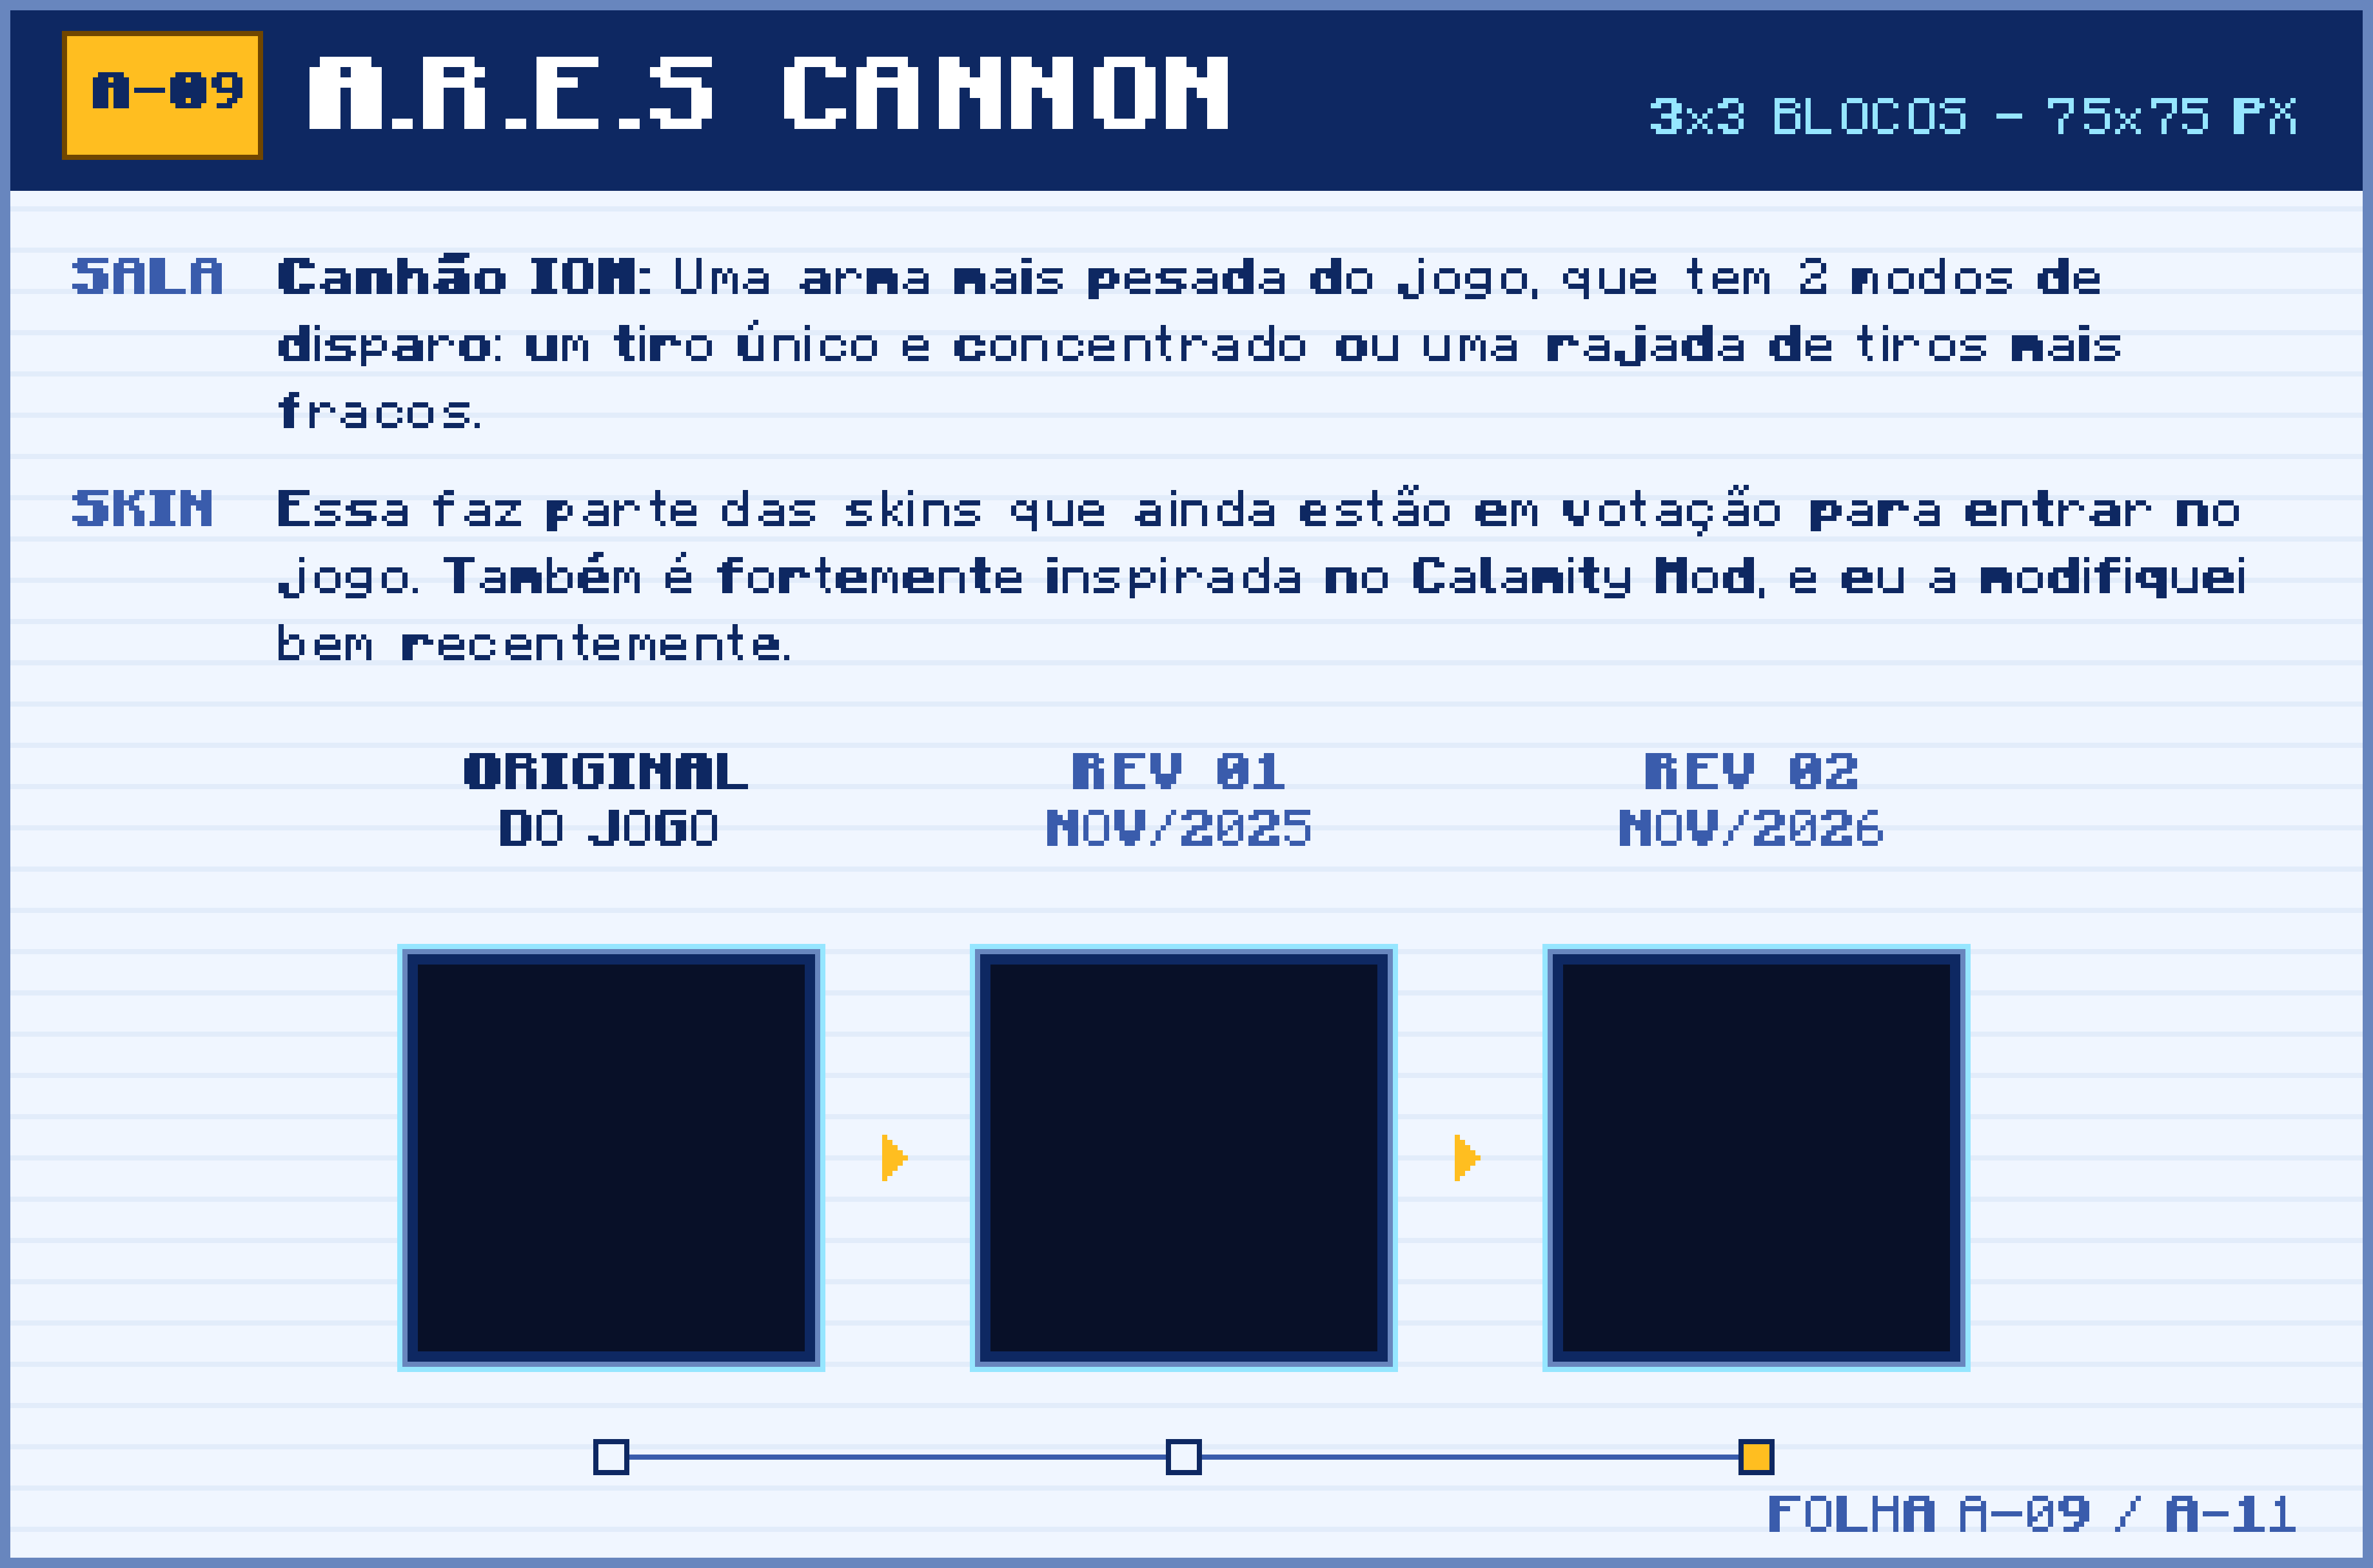 A-09
A.R.E.S CANNON
3x3 BLOCOS - 75x75 PX
SALA
Canhão ION: Uma arma mais pesada do jogo, que tem 2 modos de
disparo: um tiro único e concentrado ou uma rajada de tiros mais
fracos.
SKIN
Essa faz parte das skins que ainda estão em votação para entrar no
jogo. Também é fortemente inspirada no Calamity Mod, e eu a modifiquei
bem recentemente.
ORIGINAL
DO JOGO
REV 01
NOV/2025
REV 02
NOV/2026
FOLHA A-09 / A-11